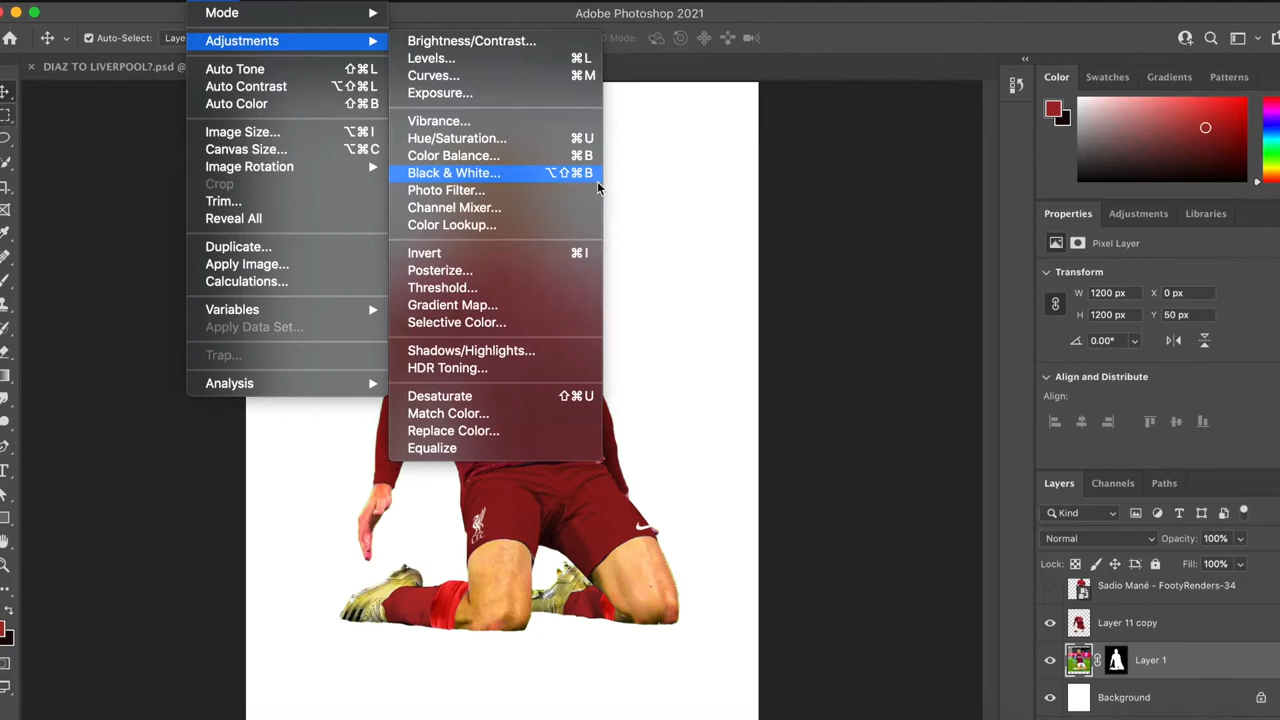 Adobe Photoshop 2021
Auto-Select: Laye
Mode:
DIAZ TO LIVERPOOL?.psd @
Mode
Adjustments
Auto Tone ⇧⌘L
Auto Contrast ⌥⇧⌘L
Auto Color ⇧⌘B
Image Size... ⌥⌘I
Canvas Size... ⌥⌘C
Image Rotation
Crop
Trim...
Reveal All
Duplicate...
Apply Image...
Calculations...
Variables
Apply Data Set...
Trap...
Analysis
Brightness/Contrast...
Levels... ⌘L
Curves... ⌘M
Exposure...
Vibrance...
Hue/Saturation... ⌘U
Color Balance... ⌘B
Black & White... ⌥⇧⌘B
Photo Filter...
Channel Mixer...
Color Lookup...
Invert ⌘I
Posterize...
Threshold...
Gradient Map...
Selective Color...
Shadows/Highlights...
HDR Toning...
Desaturate ⇧⌘U
Match Color...
Replace Color...
Equalize
L.F.C.
Color Swatches Gradients Patterns
Properties Adjustments Libraries
Pixel Layer
Transform
W 1200 px X 0 px
H 1200 px Y 50 px
0.00°
Align and Distribute
Align:
Layers Channels Paths
Kind
Normal Opacity: 100%
Lock: Fill: 100%
Sadio Mané - FootyRenders-34
Layer 11 copy
Layer 1
Background